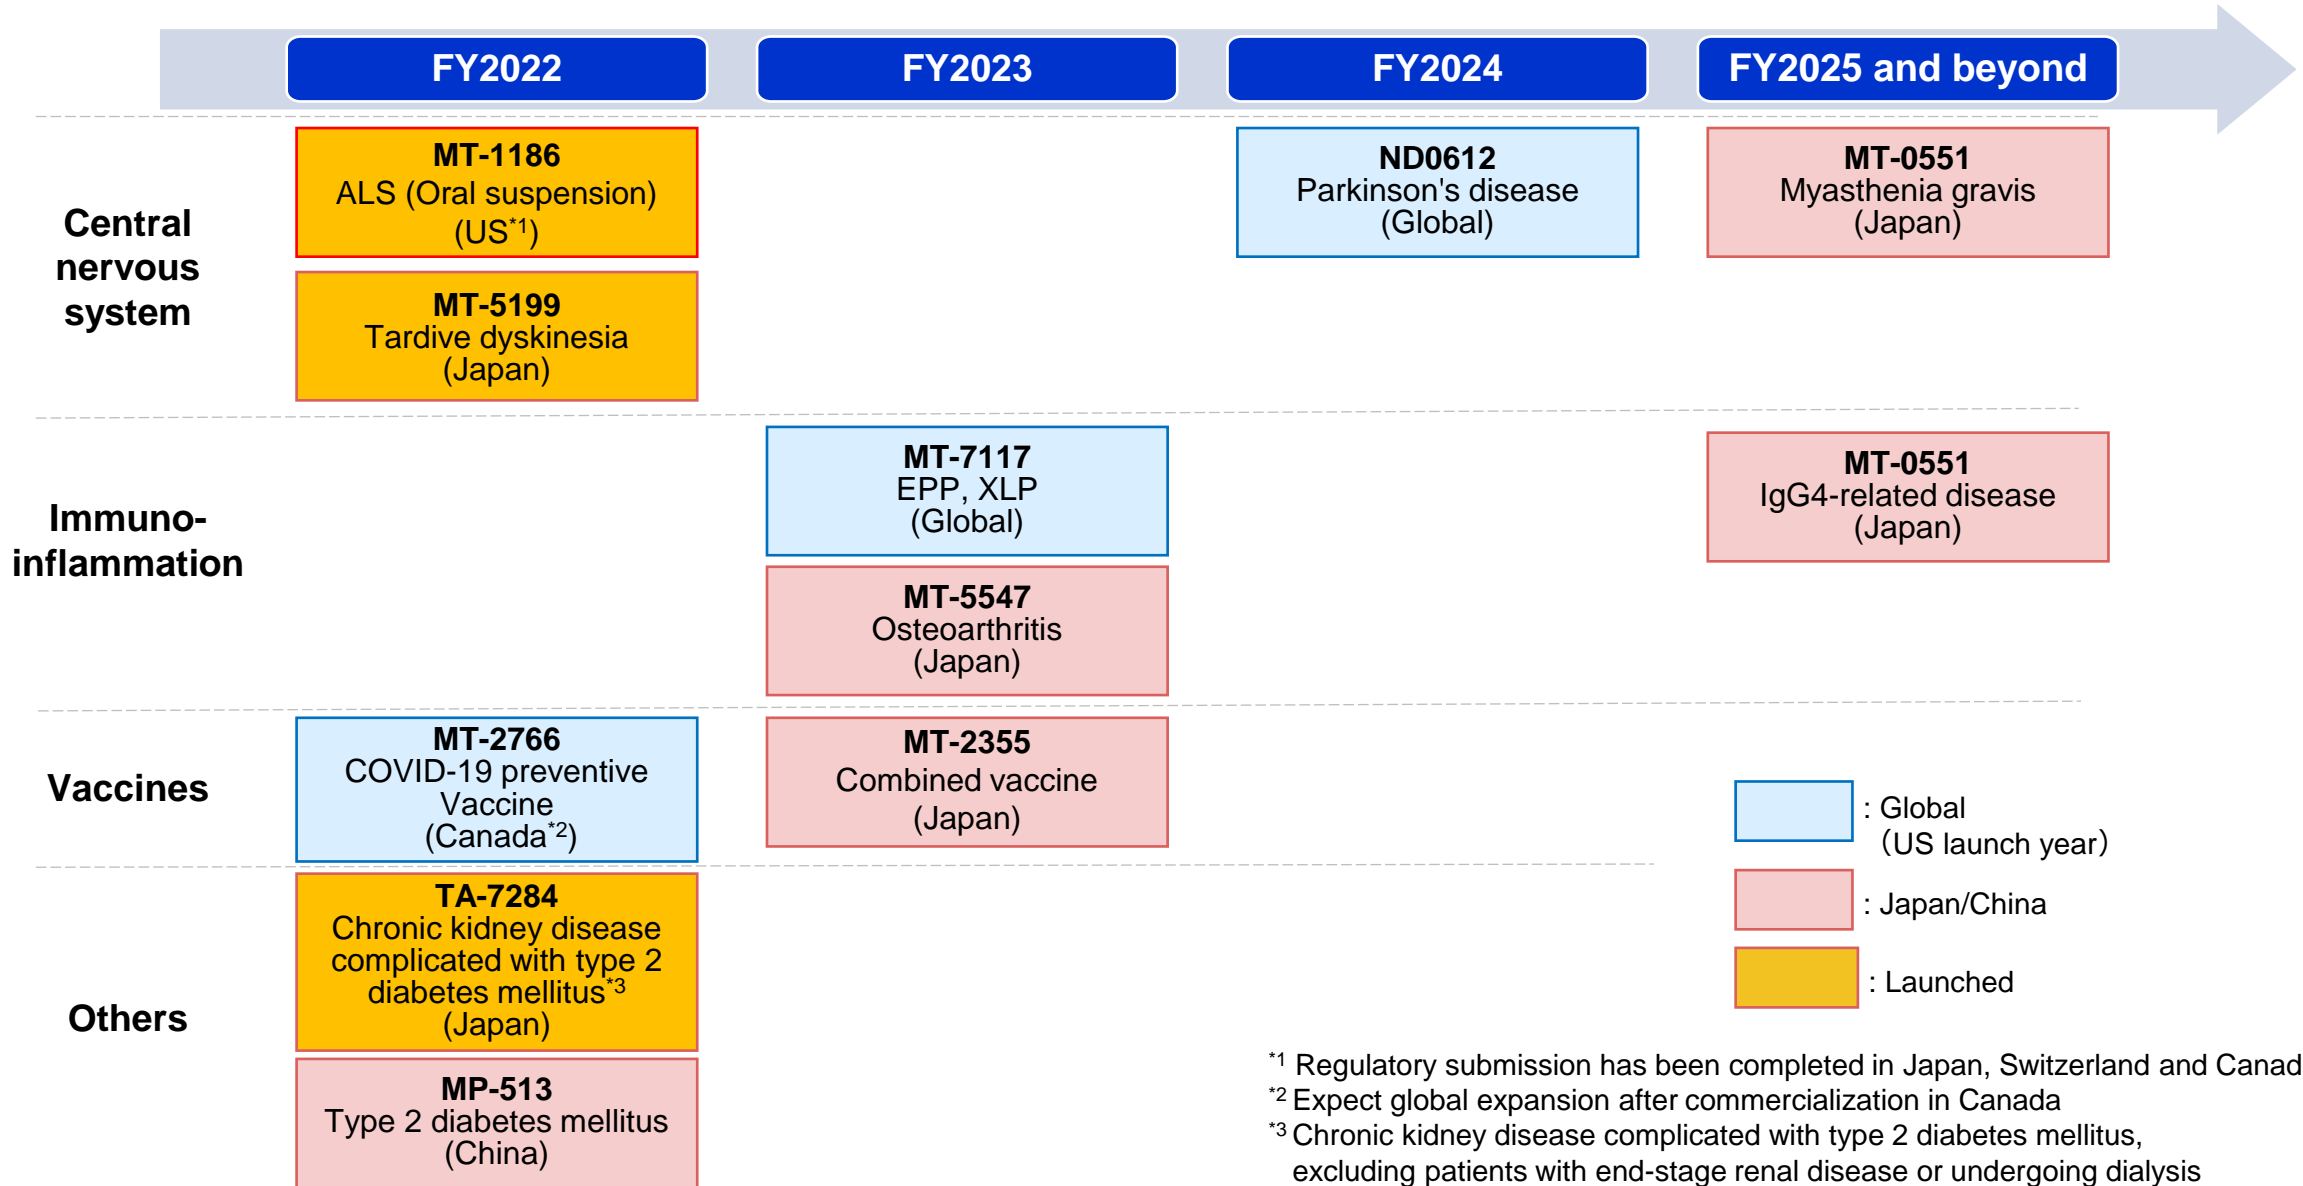 FY2022
FY2023
FY2024
FY2025 and beyond
Central
nervous
system
MT-1186
ALS (Oral suspension)
(US*1)
MT-5199
Tardive dyskinesia
(Japan)
ND0612
Parkinson's disease
(Global)
MT-0551
Myasthenia gravis
(Japan)
Immuno-
inflammation
MT-7117
EPP, XLP
(Global)
MT-5547
Osteoarthritis
(Japan)
MT-0551
IgG4-related disease
(Japan)
Vaccines
MT-2766
COVID-19 preventive
Vaccine
(Canada*2)
MT-2355
Combined vaccine
(Japan)
Others
TA-7284
Chronic kidney disease
complicated with type 2
diabetes mellitus*3
(Japan)
MP-513
Type 2 diabetes mellitus
(China)
: Global
（US launch year）
: Japan/China
: Launched
*1 Regulatory submission has been completed in Japan, Switzerland and Canad
*2 Expect global expansion after commercialization in Canada
*3 Chronic kidney disease complicated with type 2 diabetes mellitus,
excluding patients with end-stage renal disease or undergoing dialysis